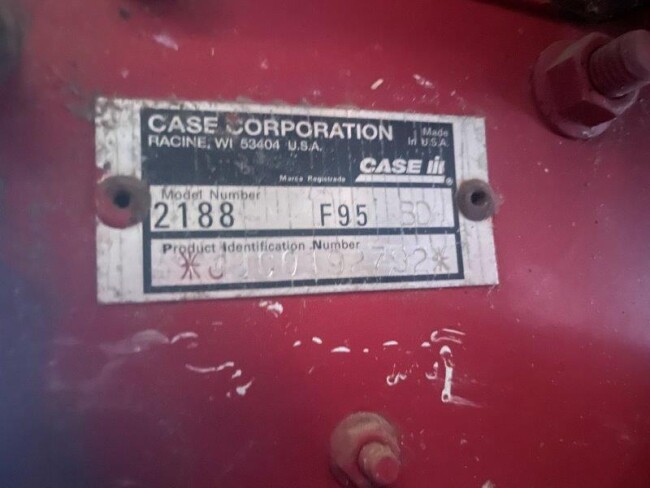 CASE CORPORATION
RACINE, WI 53404 U.S.A.
Made
In U.S.A.
CASE IH
Marca Registrada
®
Model Number
2188 F95
Product Identification Number